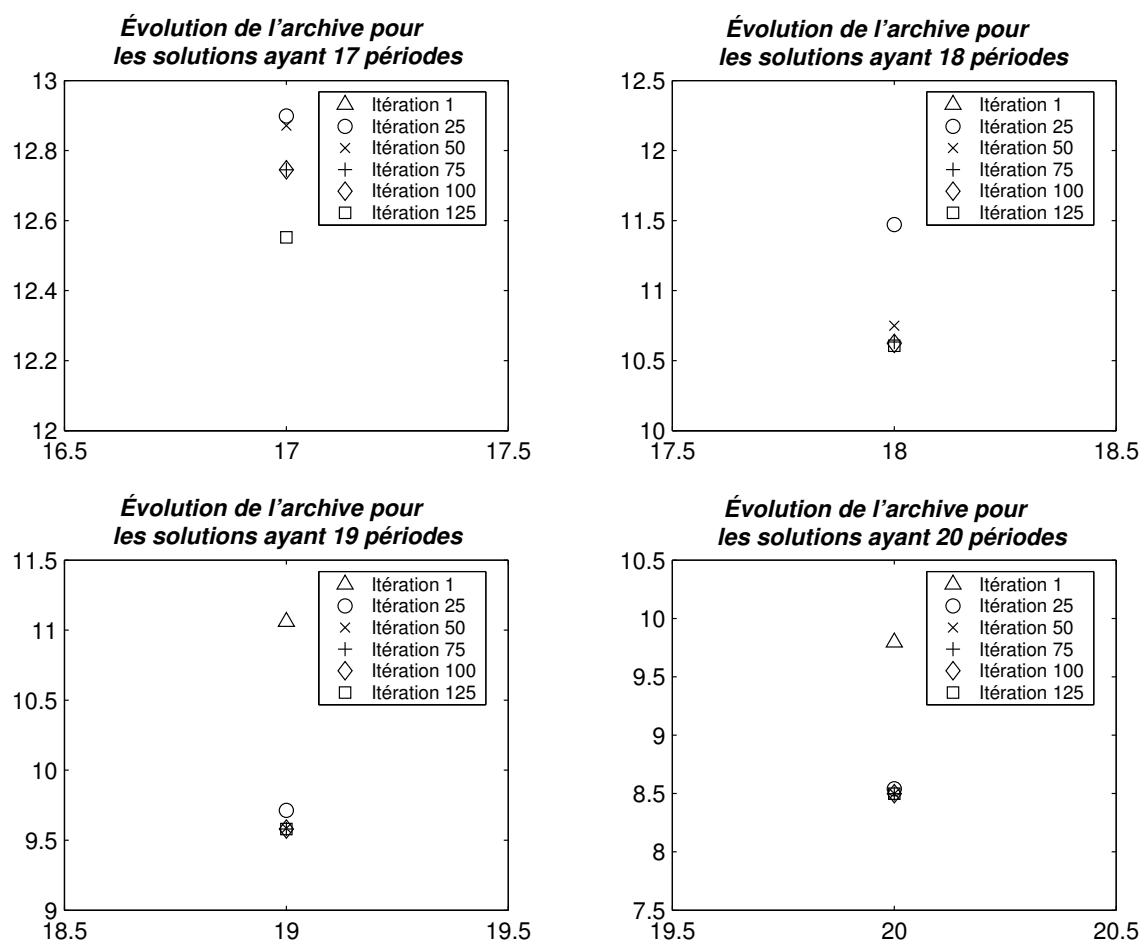 Évolution de l'archive pour
les solutions ayant 17 périodes
13
12.8
12.6
12.4
12.2
12
16.5
17
17.5
Itération 1
Itération 25
Itération 50
Itération 75
Itération 100
Itération 125
Évolution de l'archive pour
les solutions ayant 18 périodes
12.5
12
11.5
11
10.5
10
17.5
18
18.5
Itération 1
Itération 25
Itération 50
Itération 75
Itération 100
Itération 125
Évolution de l'archive pour
les solutions ayant 19 périodes
11.5
11
10.5
10
9.5
9
18.5
19
19.5
Itération 1
Itération 25
Itération 50
Itération 75
Itération 100
Itération 125
Évolution de l'archive pour
les solutions ayant 20 périodes
10.5
10
9.5
9
8.5
8
7.5
19.5
20
20.5
Itération 1
Itération 25
Itération 50
Itération 75
Itération 100
Itération 125